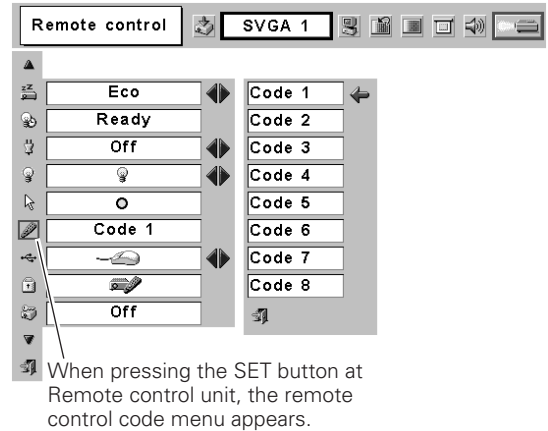 Remote control SVGA 1
Eco Code 1
Ready Code 2
Off Code 3
Code 4
Code 5
Code 1 Code 6
Code 7
Code 8
Off
When pressing the SET button at
Remote control unit, the remote
control code menu appears.